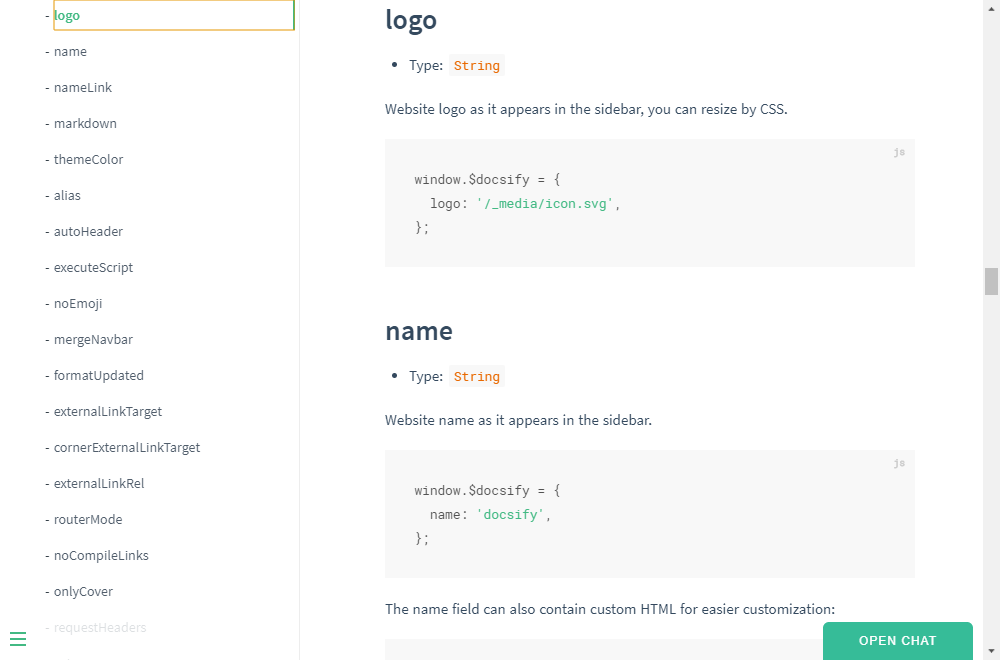 - logo
- name
- nameLink
- markdown
- themeColor
- alias
- autoHeader
- executeScript
- noEmoji
- mergeNavbar
- formatUpdated
- externalLinkTarget
- cornerExternalLinkTarget
- externalLinkRel
- routerMode
- noCompileLinks
- onlyCover
- requestHeaders
logo
• Type: String
Website logo as it appears in the sidebar, you can resize by CSS.
js
window.$docsify = {
  logo: '/_media/icon.svg',
};
name
• Type: String
Website name as it appears in the sidebar.
js
window.$docsify = {
  name: 'docsify',
};
The name field can also contain custom HTML for easier customization:
OPEN CHAT